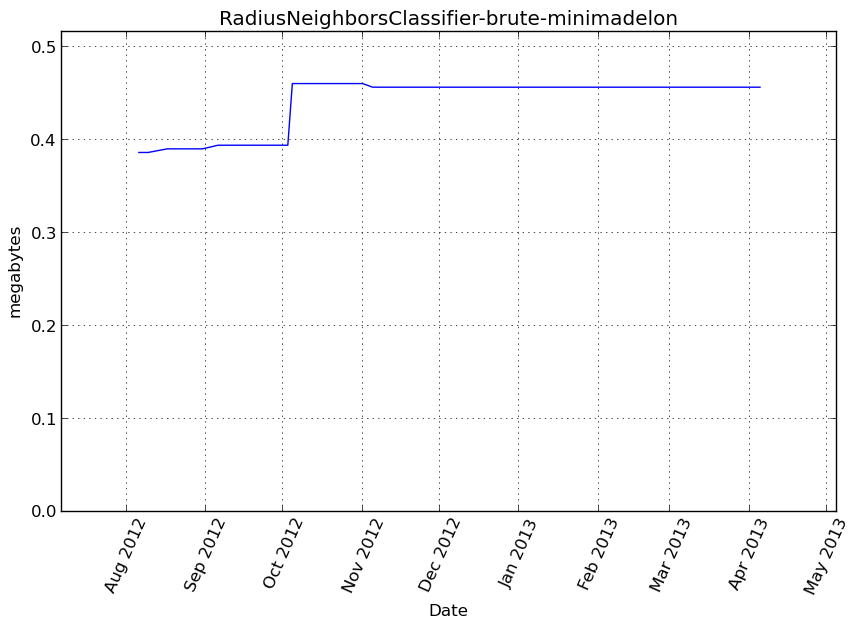 RadiusNeighborsClassifier-brute-minimadelon
0.5
0.4
0.3
0.2
0.1
0.0
megabytes
Aug 2012
Sep 2012
Oct 2012
Nov 2012
Dec 2012
Jan 2013
Feb 2013
Mar 2013
Apr 2013
May 2013
Date